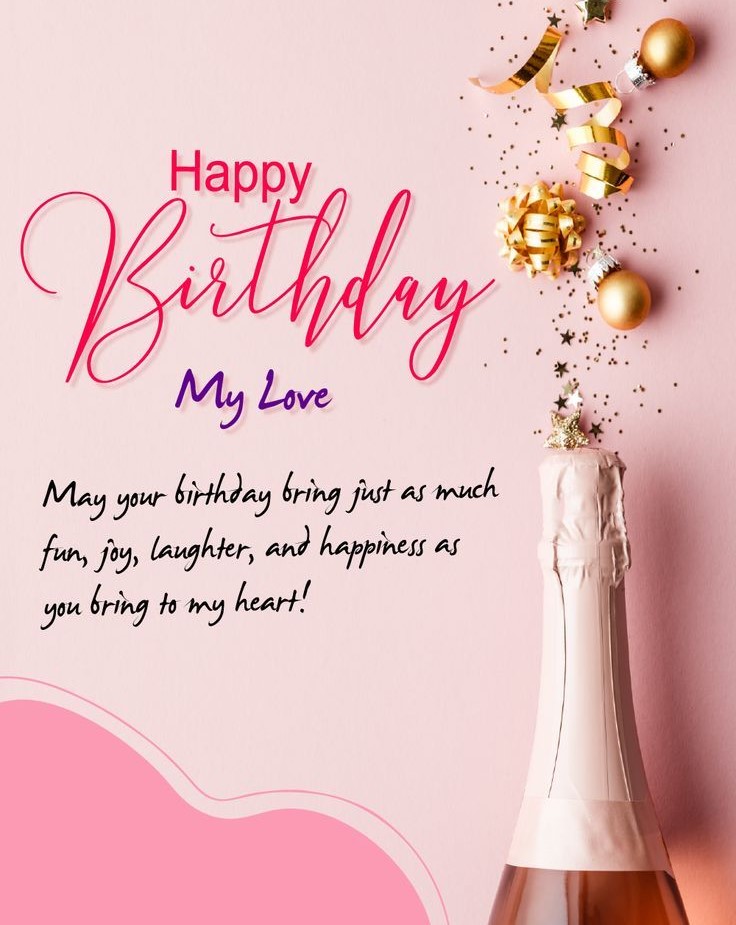 Happy
Birthday
My Love
May your birthday bring just as much
fun, joy, laughter, and happiness as
you bring to my heart!